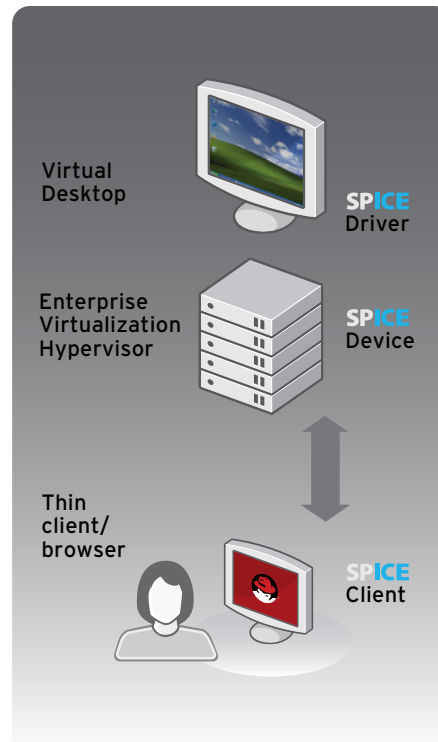 Virtual
Desktop
SPICE
Driver
Enterprise
Virtualization
Hypervisor
SPICE
Device
Thin
client/
browser
SPICE
Client